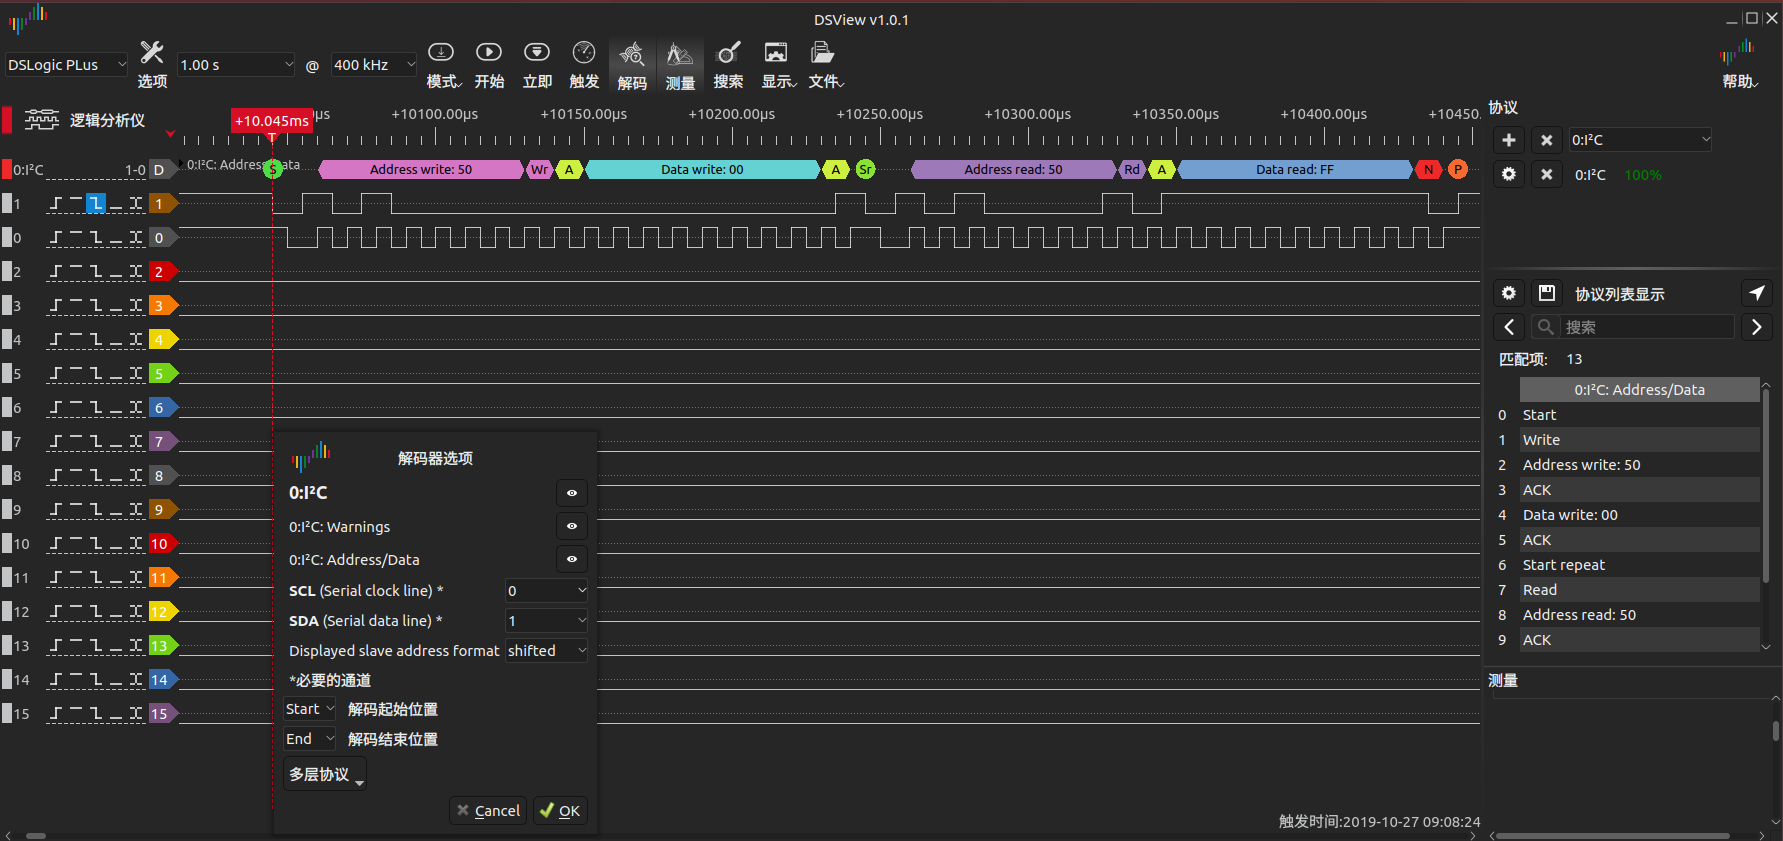 DSView v1.0.1
DSLogic PLus
选项
1.00 s
@
400 kHz
模式
开始
立即
触发
解码
测量
搜索
显示
文件
帮助
逻辑分析仪
+10.045ms
µs
+10100.00µs
+10150.00µs
+10200.00µs
+10250.00µs
+10300.00µs
+10350.00µs
+10400.00µs
+10450.
T
0:I²C
1-0
D
0:I²C: Address/Data
S
Address write: 50
Wr
A
Data write: 00
A
Sr
Address read: 50
Rd
A
Data read: FF
N
P
1
1
0
0
2
2
3
3
4
4
5
5
6
6
7
7
8
8
9
9
10
10
11
11
12
12
13
13
14
14
15
15
解码器选项
0:I²C
0:I²C: Warnings
0:I²C: Address/Data
SCL (Serial clock line) *
0
SDA (Serial data line) *
1
Displayed slave address format
shifted
*必要的通道
Start
解码起始位置
End
解码结束位置
多层协议
Cancel
OK
触发时间:2019-10-27 09:08:24
协议
0:I²C
0:I²C
100%
协议列表显示
搜索
匹配项:
13
0:I²C: Address/Data
0 Start
1 Write
2 Address write: 50
3 ACK
4 Data write: 00
5 ACK
6 Start repeat
7 Read
8 Address read: 50
9 ACK
测量